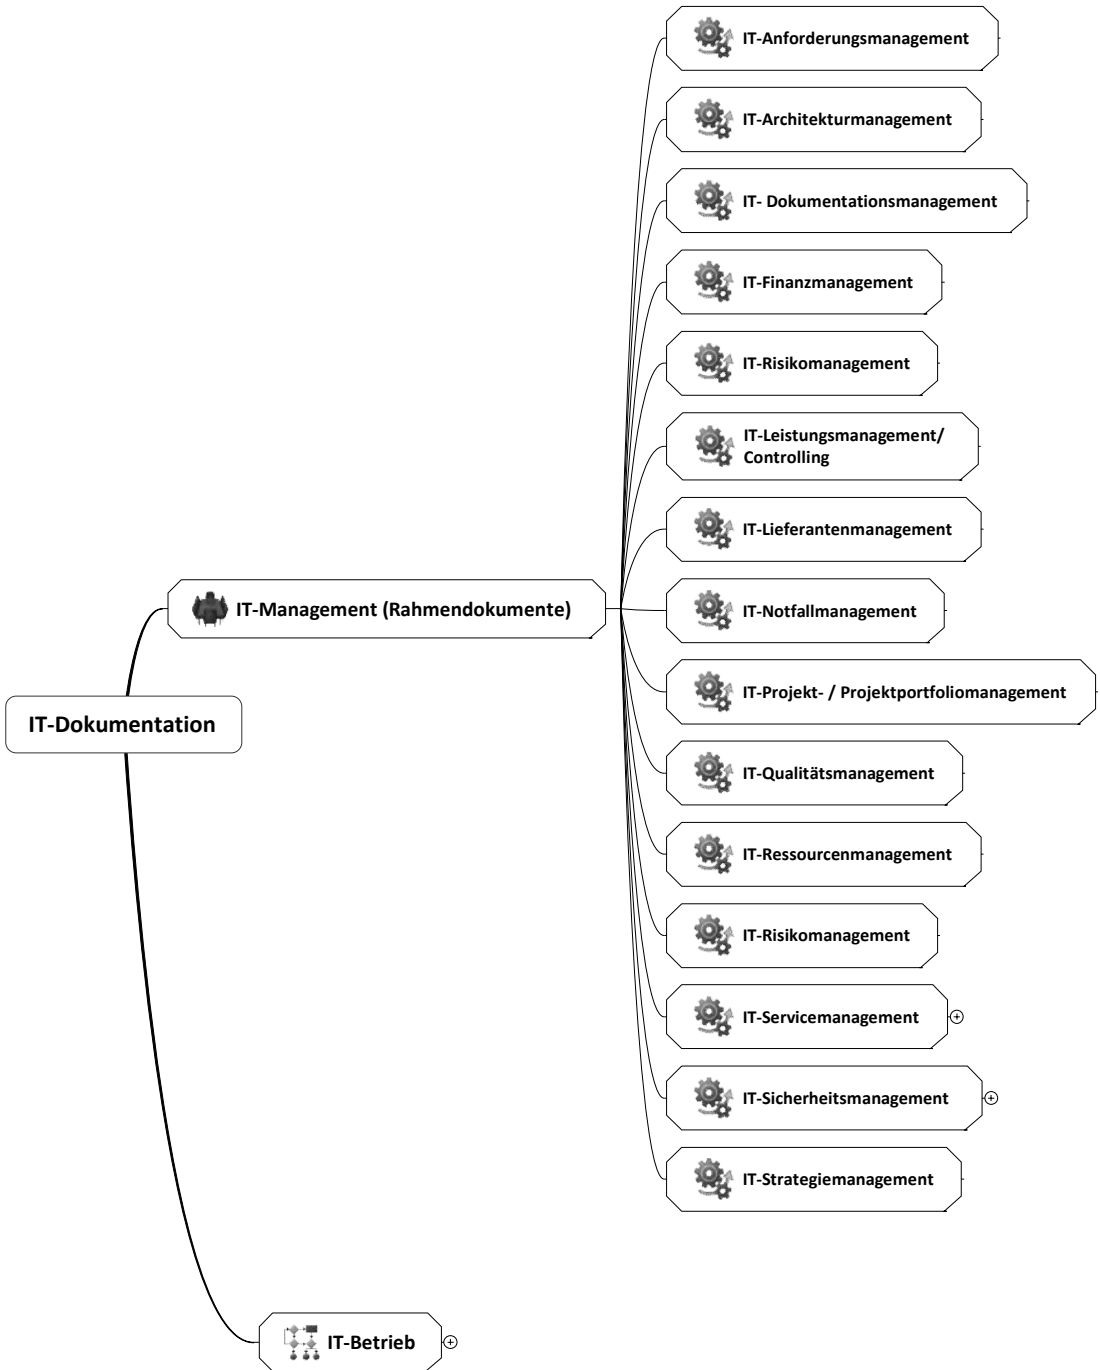 IT-Anforderungsmanagement
IT-Architekturmanagement
IT- Dokumentationsmanagement
IT-Finanzmanagement
IT-Risikomanagement
IT-Leistungsmanagement/
Controlling
IT-Lieferantenmanagement
IT-Management (Rahmendokumente)
IT-Notfallmanagement
IT-Projekt- / Projektportfoliomanagement
IT-Dokumentation
IT-Qualitätsmanagement
IT-Ressourcenmanagement
IT-Risikomanagement
IT-Servicemanagement
IT-Sicherheitsmanagement
IT-Strategiemanagement
IT-Betrieb